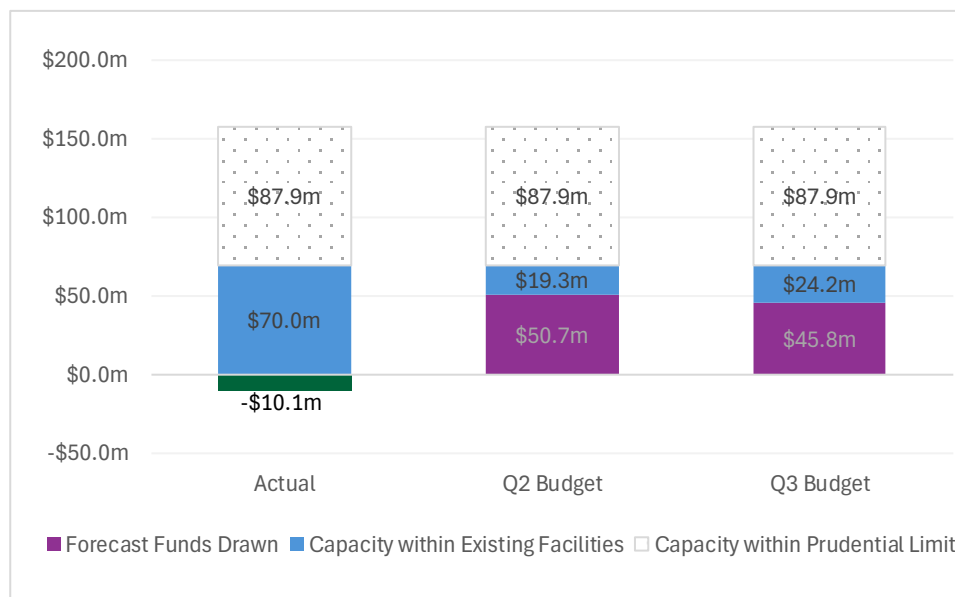 $200.0m
$150.0m
$100.0m
$50.0m
$0.0m
-$50.0m
$87.9m $87.9m $87.9m
$70.0m $19.3m $24.2m
$50.7m $45.8m
-$10.1m
Actual Q2 Budget Q3 Budget
Forecast Funds Drawn Capacity within Existing Facilities Capacity within Prudential Limit